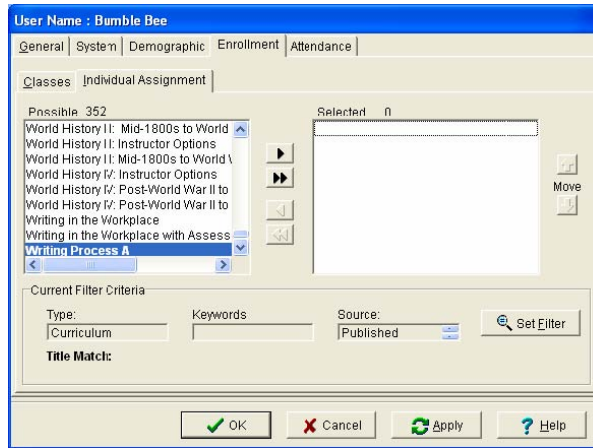 User Name : Bumble Bee
General System Demographic Enrollment Attendance
Classes Individual Assignment
Possible 352 Selected 0
World History II: Mid-1800s to World
World History II: Instructor Options
World History II: Mid-1800s to World V
World History IV: Instructor Options
World History IV: Post-World War II to
World History IV: Post-World War II to
Writing in the Workplace
Writing in the Workplace with Assess
Writing Process A
Move
Current Filter Criteria
Type: Keywords Source:
Curriculum Published Set Filter
Title Match:
OK Cancel Apply Help